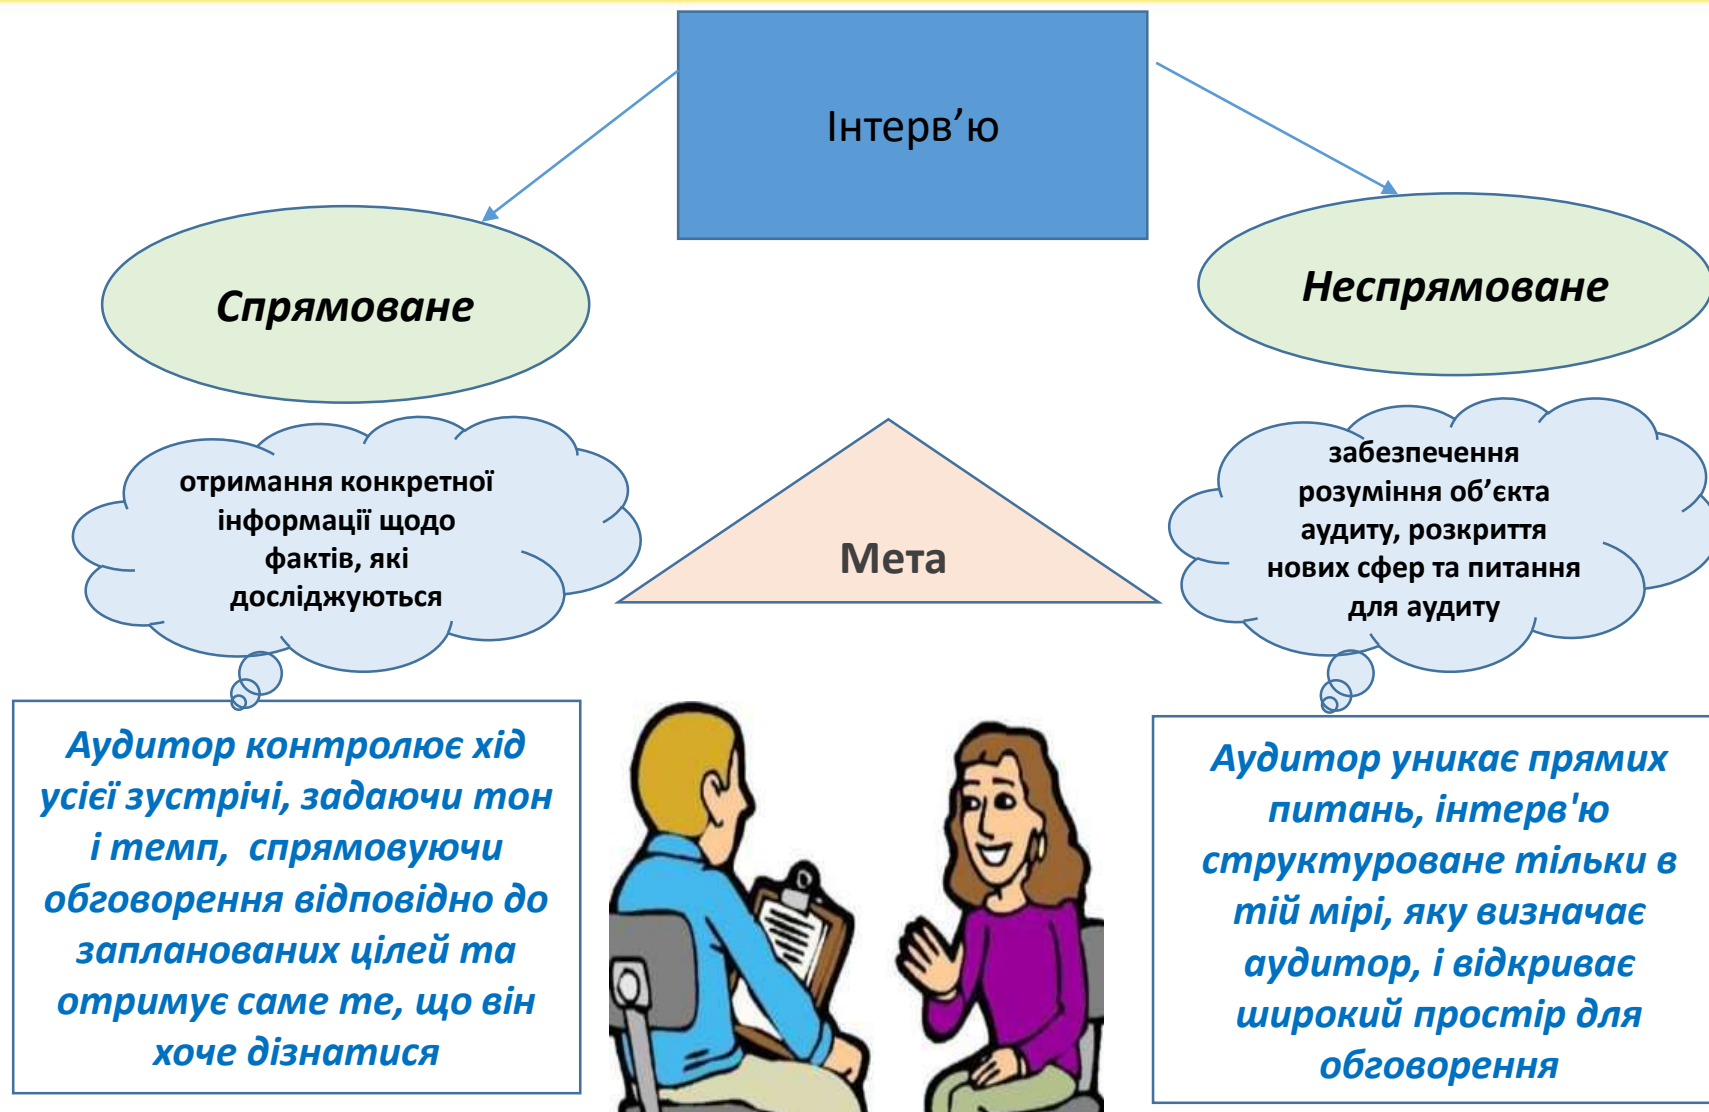 Інтерв’ю
Спрямоване
Неспрямоване
отримання конкретної
інформації щодо
фактів, які
досліджуються
Мета
забезпечення
розуміння об’єкта
аудиту, розкриття
нових сфер та питання
для аудиту
Аудитор контролює хід
усієї зустрічі, задаючи тон
і темп, спрямовуючи
обговорення відповідно до
запланованих цілей та
отримує саме те, що він
хоче дізнатися
Аудитор уникає прямих
питань, інтерв'ю
структуроване тільки в
тій мірі, яку визначає
аудитор, і відкриває
широкий простір для
обговорення